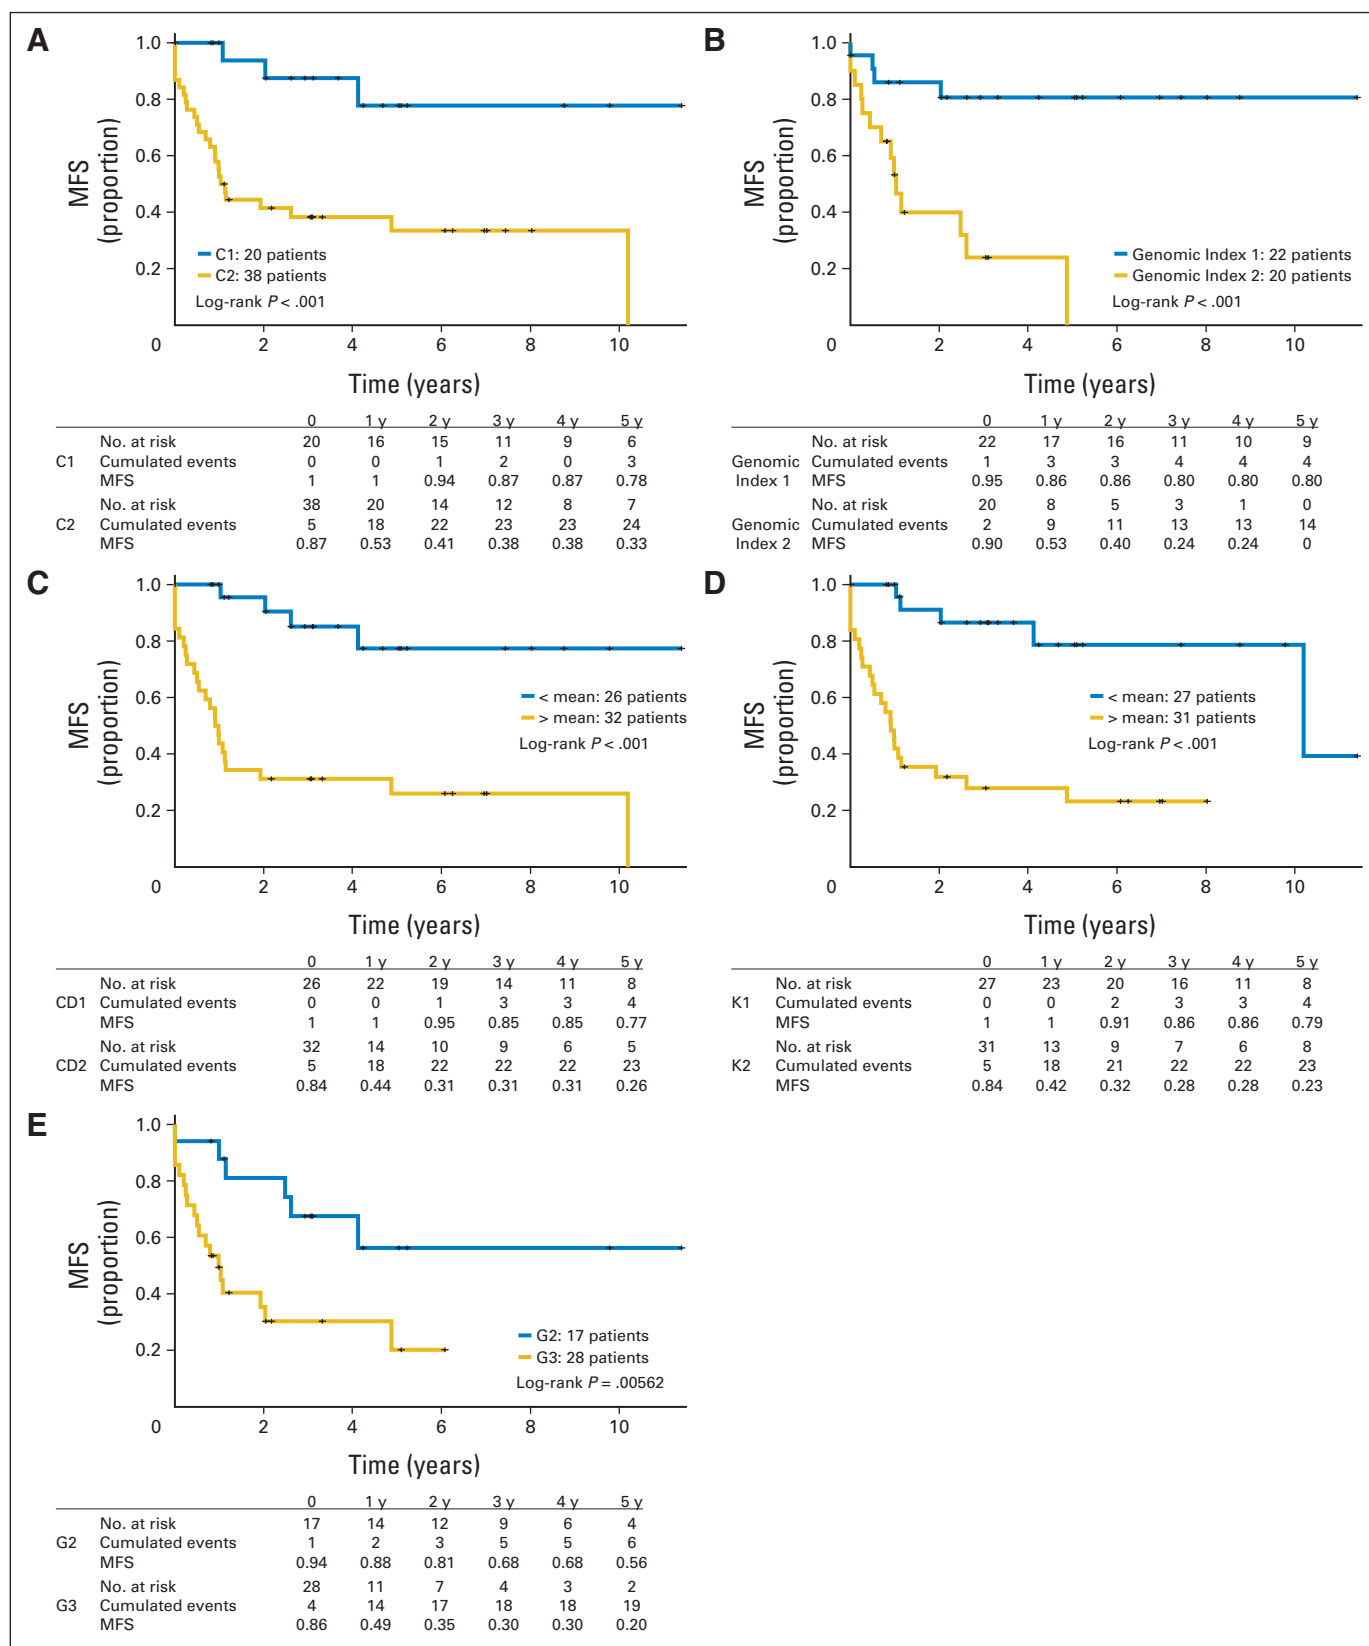 A
1.0
0.8
0.6
0.4
0.2
MFS
(proportion)
C1: 20 patients
C2: 38 patients
Log-rank P < .001
0 2 4 6 8 10
Time (years)
0 1 y 2 y 3 y 4 y 5 y
No. at risk 20 16 15 11 9 6
C1 Cumulated events 0 0 1 2 0 3
MFS 1 1 0.94 0.87 0.87 0.78
No. at risk 38 20 14 12 8 7
C2 Cumulated events 5 18 22 23 23 24
MFS 0.87 0.53 0.41 0.38 0.38 0.33
B
1.0
0.8
0.6
0.4
0.2
MFS
(proportion)
Genomic Index 1: 22 patients
Genomic Index 2: 20 patients
Log-rank P < .001
0 2 4 6 8 10
Time (years)
0 1 y 2 y 3 y 4 y 5 y
No. at risk 22 17 16 11 10 9
Genomic Cumulated events 1 3 3 4 4 4
Index 1 MFS 0.95 0.86 0.86 0.80 0.80 0.80
No. at risk 20 8 5 3 1 0
Genomic Cumulated events 2 9 11 13 13 14
Index 2 MFS 0.90 0.53 0.40 0.24 0.24 0
C
1.0
0.8
0.6
0.4
0.2
MFS
(proportion)
< mean: 26 patients
> mean: 32 patients
Log-rank P < .001
0 2 4 6 8 10
Time (years)
0 1 y 2 y 3 y 4 y 5 y
No. at risk 26 22 19 14 11 8
CD1 Cumulated events 0 0 1 3 3 4
MFS 1 1 0.95 0.85 0.85 0.77
No. at risk 32 14 10 9 6 5
CD2 Cumulated events 5 18 22 22 22 23
MFS 0.84 0.44 0.31 0.31 0.31 0.26
D
1.0
0.8
0.6
0.4
0.2
MFS
(proportion)
< mean: 27 patients
> mean: 31 patients
Log-rank P < .001
0 2 4 6 8 10
Time (years)
0 1 y 2 y 3 y 4 y 5 y
No. at risk 27 23 20 16 11 8
K1 Cumulated events 0 0 2 3 3 4
MFS 1 1 0.91 0.86 0.86 0.79
No. at risk 31 13 9 7 6 8
K2 Cumulated events 5 18 21 22 22 23
MFS 0.84 0.42 0.32 0.28 0.28 0.23
E
1.0
0.8
0.6
0.4
0.2
MFS
(proportion)
G2: 17 patients
G3: 28 patients
Log-rank P = .00562
0 2 4 6 8 10
Time (years)
0 1 y 2 y 3 y 4 y 5 y
No. at risk 17 14 12 9 6 4
G2 Cumulated events 1 2 3 5 5 6
MFS 0.94 0.88 0.81 0.68 0.68 0.56
No. at risk 28 11 7 4 3 2
G3 Cumulated events 4 14 17 18 18 19
MFS 0.86 0.49 0.35 0.30 0.30 0.20